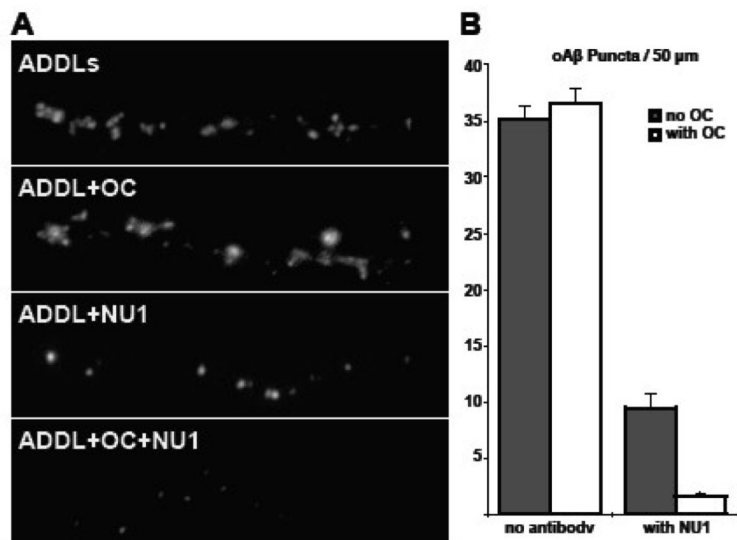 A
ADDLs
ADDL+OC
ADDL+NU1
ADDL+OC+NU1
B
oAβ Puncta / 50 µm
40
35
30
25
20
15
10
5
no OC
with OC
no antibody
with NU1